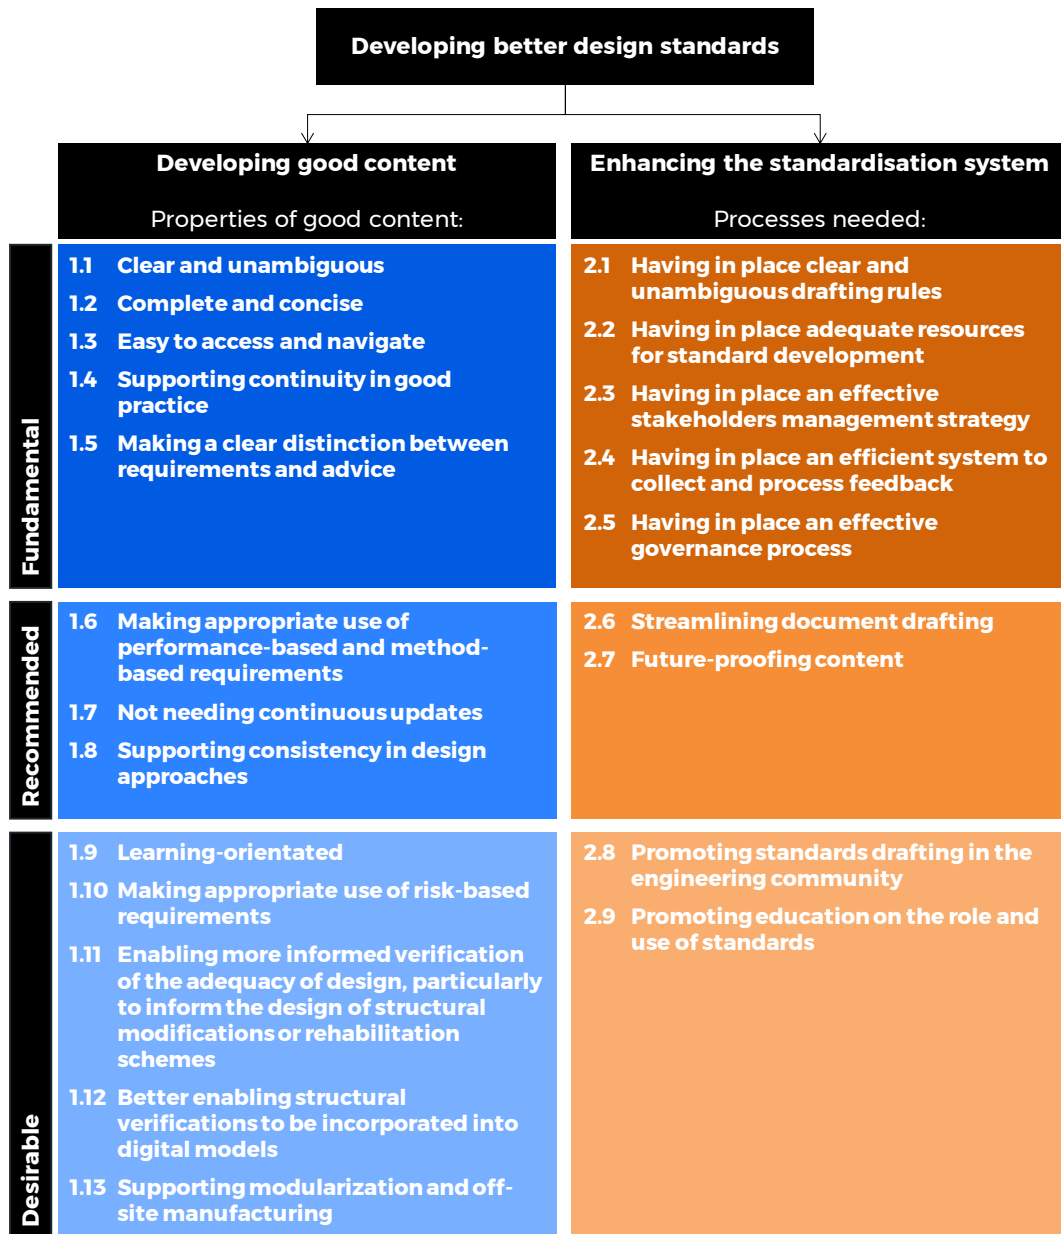 Developing better design standards
Developing good content
Properties of good content:
Enhancing the standardisation system
Processes needed:
Fundamental
1.1 Clear and unambiguous
1.2 Complete and concise
1.3 Easy to access and navigate
1.4 Supporting continuity in good
practice
1.5 Making a clear distinction between
requirements and advice
2.1 Having in place clear and
unambiguous drafting rules
2.2 Having in place adequate resources
for standard development
2.3 Having in place an effective
stakeholders management strategy
2.4 Having in place an efficient system to
collect and process feedback
2.5 Having in place an effective
governance process
Recommended
1.6 Making appropriate use of
performance-based and method-
based requirements
1.7 Not needing continuous updates
1.8 Supporting consistency in design
approaches
2.6 Streamlining document drafting
2.7 Future-proofing content
Desirable
1.9 Learning-orientated
1.10 Making appropriate use of risk-based
requirements
1.11 Enabling more informed verification
of the adequacy of design, particularly
to inform the design of structural
modifications or rehabilitation
schemes
1.12 Better enabling structural
verifications to be incorporated into
digital models
1.13 Supporting modularization and off-
site manufacturing
2.8 Promoting standards drafting in the
engineering community
2.9 Promoting education on the role and
use of standards